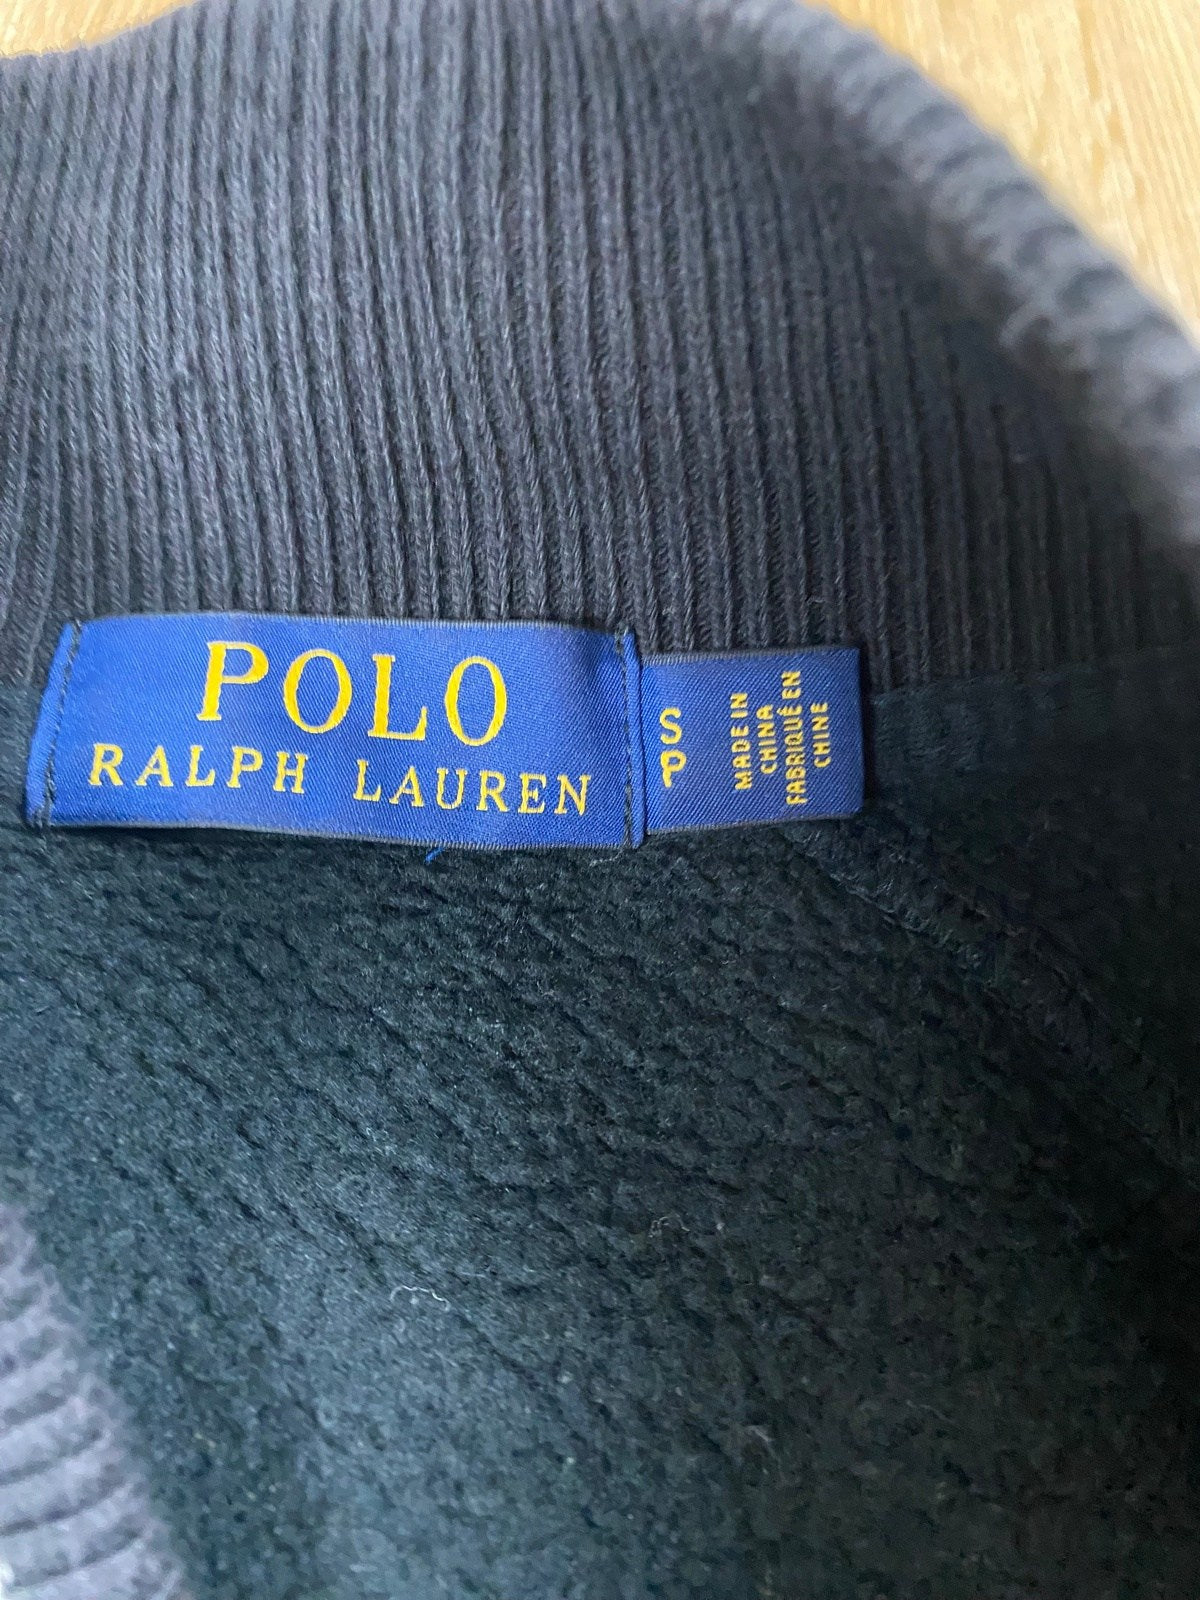 POLO
RALPH LAUREN
S
P
MADE IN
CHINA
FABRIQUÉ EN
CHINE